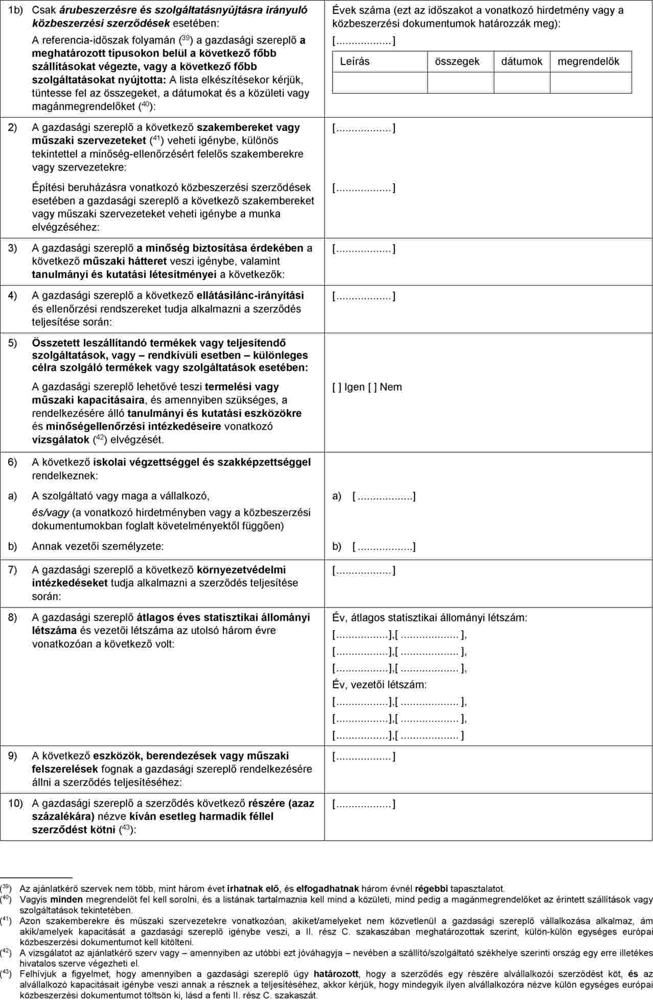 1b) Csak árubeszerzésre és szolgáltatásnyújtásra irányuló
közbeszerzési szerződések esetében:
A referencia-időszak folyamán (39) a gazdasági szereplő a
meghatározott típusokon belül a következő főbb
szállításokat végezte, vagy a következő főbb
szolgáltatásokat nyújtotta: A lista elkészítésekor kérjük,
tüntesse fel az összegeket, a dátumokat és a közületi vagy
magánmegrendelőket (40):
Évek száma (ezt az időszakot a vonatkozó hirdetmény vagy a
közbeszerzési dokumentumok határozzák meg):
[..................]
Leírás összegek dátumok megrendelők
2) A gazdasági szereplő a következő szakembereket vagy
műszaki szervezeteket (41) veheti igénybe, különös
tekintettel a minőség-ellenőrzésért felelős szakemberekre
vagy szervezetekre:
[..................]
Építési beruházásra vonatkozó közbeszerzési szerződések
esetében a gazdasági szereplő a következő szakembereket
vagy műszaki szervezeteket veheti igénybe a munka
elvégzéséhez:
[..................]
3) A gazdasági szereplő a minőség biztosítása érdekében a
következő műszaki hátteret veszi igénybe, valamint
tanulmányi és kutatási létesítményei a következők:
[..................]
4) A gazdasági szereplő a következő ellátásilánc-irányítási
és ellenőrzési rendszereket tudja alkalmazni a szerződés
teljesítése során:
[..................]
5) Összetett leszállítandó termékek vagy teljesítendő
szolgáltatások, vagy – rendkívüli esetben – különleges
célra szolgáló termékek vagy szolgáltatások esetében:
A gazdasági szereplő lehetővé teszi termelési vagy
műszaki kapacitásaira, és amennyiben szükséges, a
rendelkezésére álló tanulmányi és kutatási eszközökre
és minőségellenőrzési intézkedéseire vonatkozó
vizsgálatok (42) elvégzését.
[ ] Igen [ ] Nem
6) A következő iskolai végzettséggel és szakképzettséggel
rendelkeznek:
a) A szolgáltató vagy maga a vállalkozó,
a) [ ..................]
és/vagy (a vonatkozó hirdetményben vagy a közbeszerzési
dokumentumokban foglalt követelményektől függően)
b) Annak vezetői személyzete:
b) [ ..................]
7) A gazdasági szereplő a következő környezetvédelmi
intézkedéseket tudja alkalmazni a szerződés teljesítése
során:
[..................]
8) A gazdasági szereplő átlagos éves statisztikai állományi
létszáma és vezetői létszáma az utolsó három évre
vonatkozóan a következő volt:
Év, átlagos statisztikai állományi létszám:
[.................],[ ................... ],
[.................],[ ................... ],
[.................],[ ................... ],
Év, vezetői létszám:
[.................],[ ................... ],
[.................],[ ................... ],
[.................],[ ................... ]
9) A következő eszközök, berendezések vagy műszaki
felszerelések fognak a gazdasági szereplő rendelkezésére
állni a szerződés teljesítéséhez:
[..................]
10) A gazdasági szereplő a szerződés következő részére (azaz
százalékára) nézve kíván esetleg harmadik féllel
szerződést kötni (43):
[..................]
(39) Az ajánlatkérő szervek nem több, mint három évet írhatnak elő, és elfogadhatnak három évnél régebbi tapasztalatot.
(40) Vagyis minden megrendelőt fel kell sorolni, és a listának tartalmaznia kell mind a közületi, mind pedig a magánmegrendelőket az érintett szállítások vagy
szolgáltatások tekintetében.
(41) Azon szakemberekre és műszaki szervezetekre vonatkozóan, akiket/amelyeket nem közvetlenül a gazdasági szereplő vállalkozása alkalmaz, ám
akik/amelyek kapacitását a gazdasági szereplő igénybe veszi, a II. rész C. szakaszában meghatározottak szerint, külön-külön egységes európai
közbeszerzési dokumentumot kell kitölteni.
(42) A vizsgálatot az ajánlatkérő szerv vagy – amennyiben az utóbbi ezt jóváhagyja – nevében a szállító/szolgáltató székhelye szerinti ország egy erre illetékes
hivatalos szerve végezheti el.
(43) Felhívjuk a figyelmet, hogy amennyiben a gazdasági szereplő úgy határozott, hogy a szerződés egy részére alvállalkozói szerződést köt, és az
alvállalkozó kapacitásait igénybe veszi annak a résznek a teljesítéséhez, akkor kérjük, hogy mindegyik ilyen alvállalkozóra nézve külön egységes európai
közbeszerzési dokumentumot töltsön ki, lásd a fenti II. rész C. szakaszát.